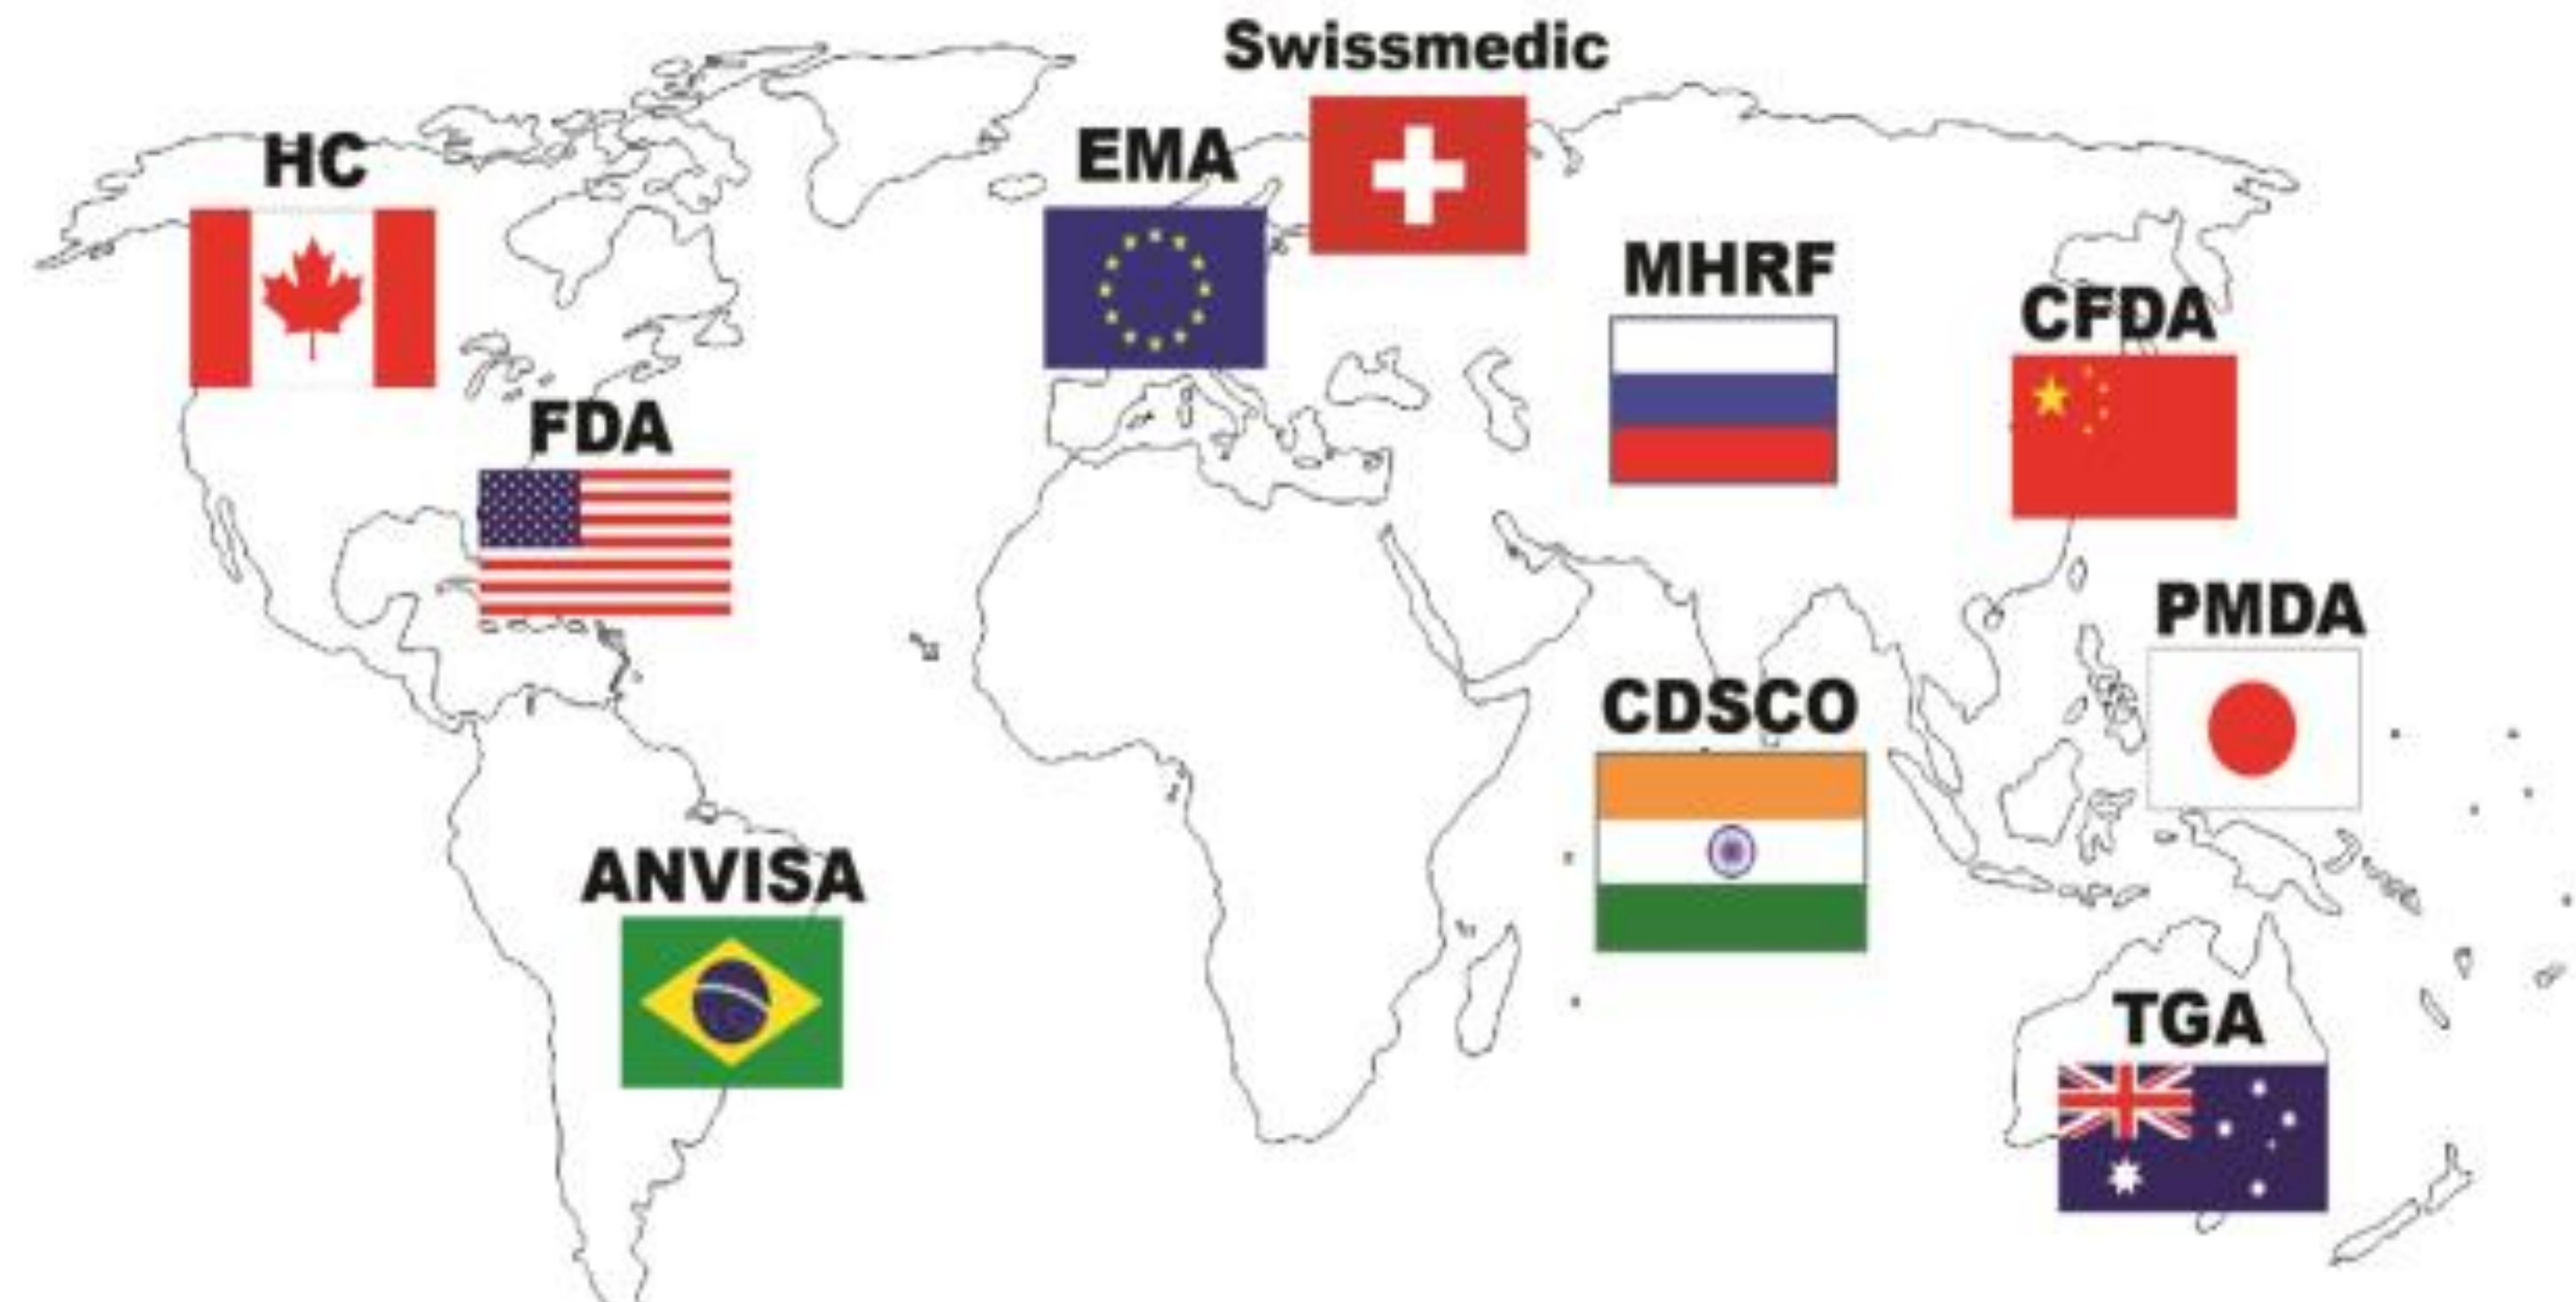 Swissmedic
HC
EMA
MHRF
CFDA
FDA
PMDA
CDSCO
ANVISA
TGA